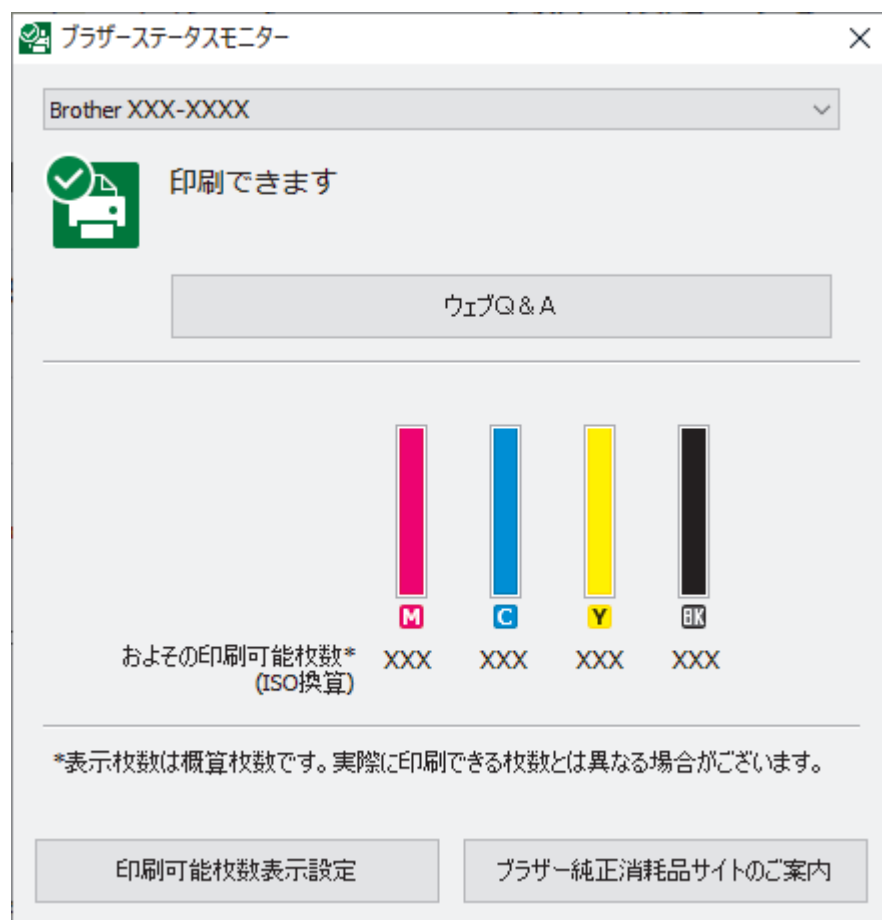 ブラザーステータスモニター
Brother XXX-XXXX
印刷できます
ウェブQ&A
M C Y BK
およその印刷可能枚数* XXX XXX XXX XXX
(ISO換算)
*表示枚数は概算枚数です。実際に印刷できる枚数とは異なる場合がございます。
印刷可能枚数表示設定 ブラザー純正消耗品サイトのご案内